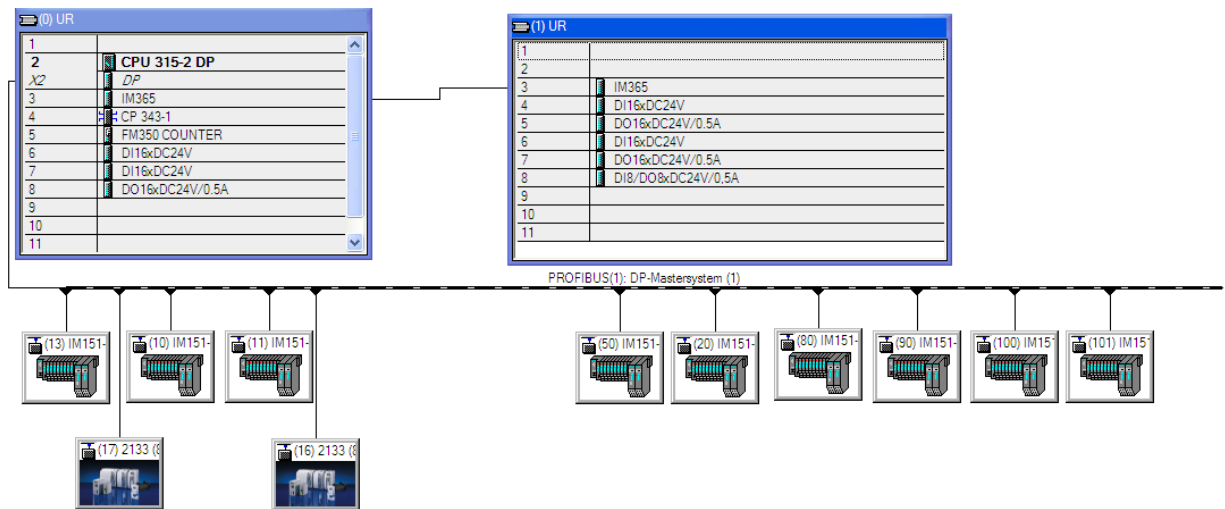 (0) UR
1
2 CPU 315-2 DP
X2 DP
3 IM365
4 CP 343-1
5 FM350 COUNTER
6 DI16xDC24V
7 DI16xDC24V
8 DO16xDC24V/0.5A
9
10
11
(1) UR
1
2
3 IM365
4 DI16xDC24V
5 DO16xDC24V/0.5A
6 DI16xDC24V
7 DO16xDC24V/0.5A
8 DI8/DO8xDC24V/0,5A
9
10
11
PROFIBUS(1): DP-Mastersystem (1)
(13) IM151-
(10) IM151-
(11) IM151-
(50) IM151-
(20) IM151-
(80) IM151-
(90) IM151-
(100) IM15
(101) IM15
(17) 2133 (
(16) 2133 (